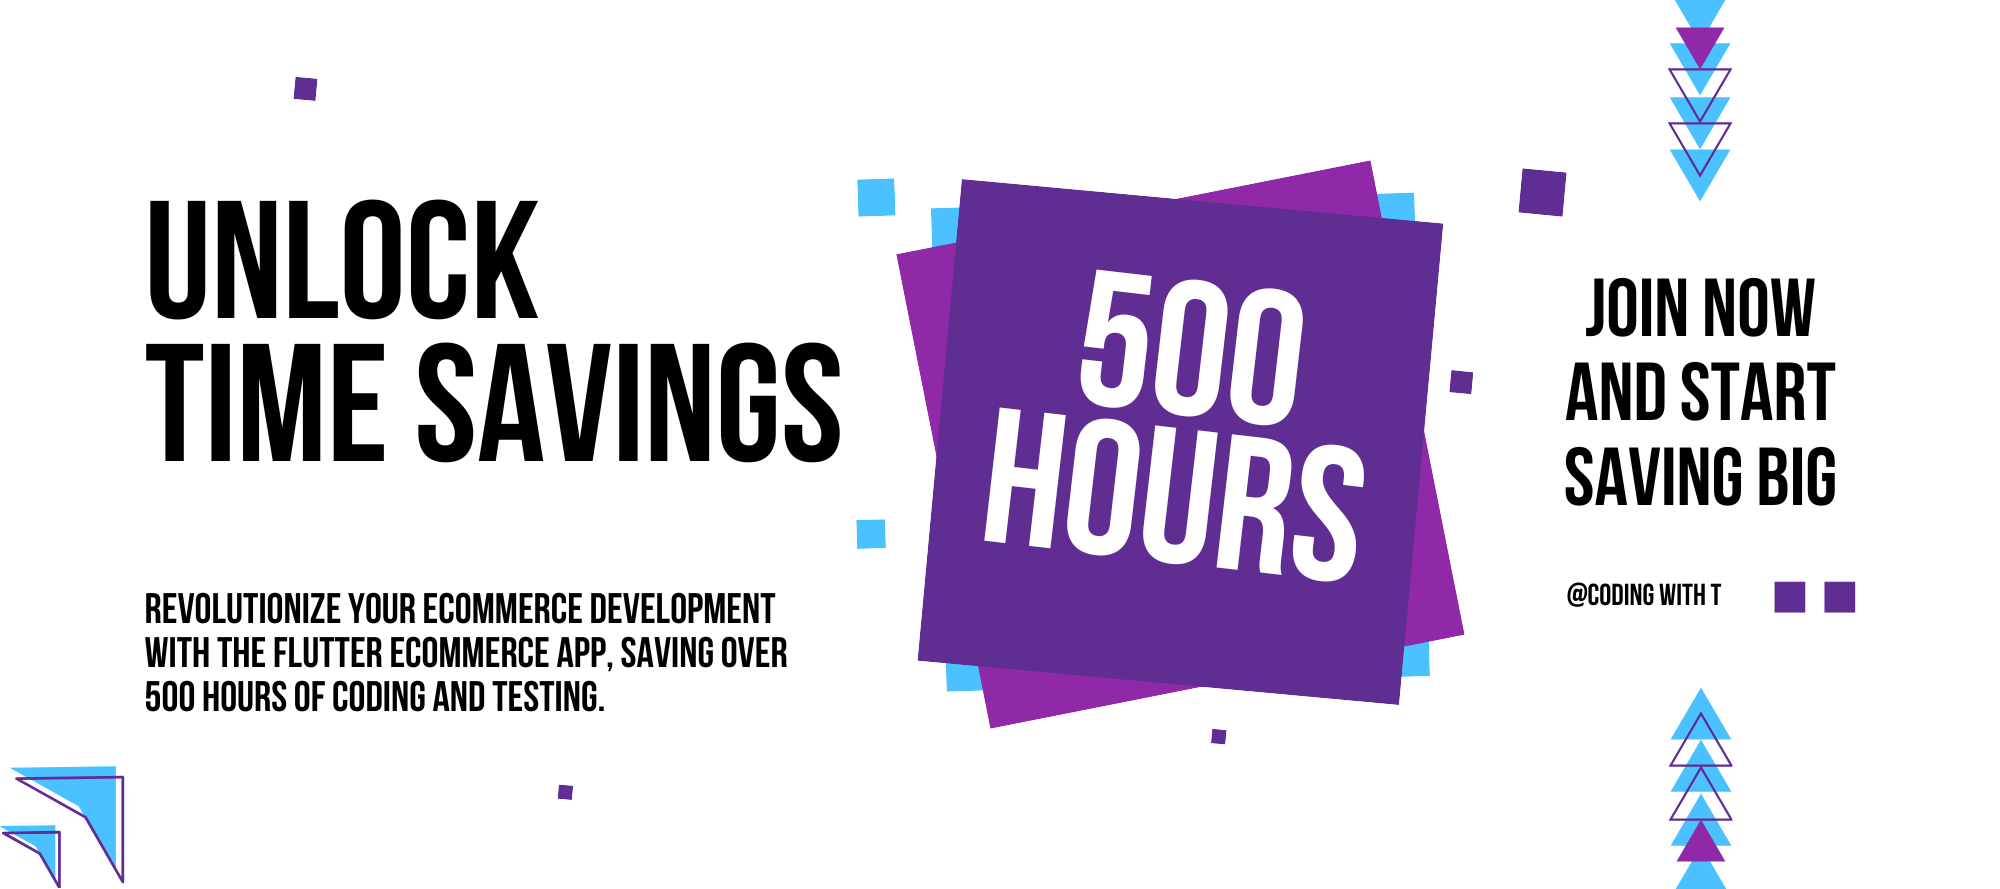 UNLOCK
TIME SAVINGS
REVOLUTIONIZE YOUR ECOMMERCE DEVELOPMENT
WITH THE FLUTTER ECOMMERCE APP, SAVING OVER
500 HOURS OF CODING AND TESTING.
500
HOURS
JOIN NOW
AND START
SAVING BIG
@CODING WITH T